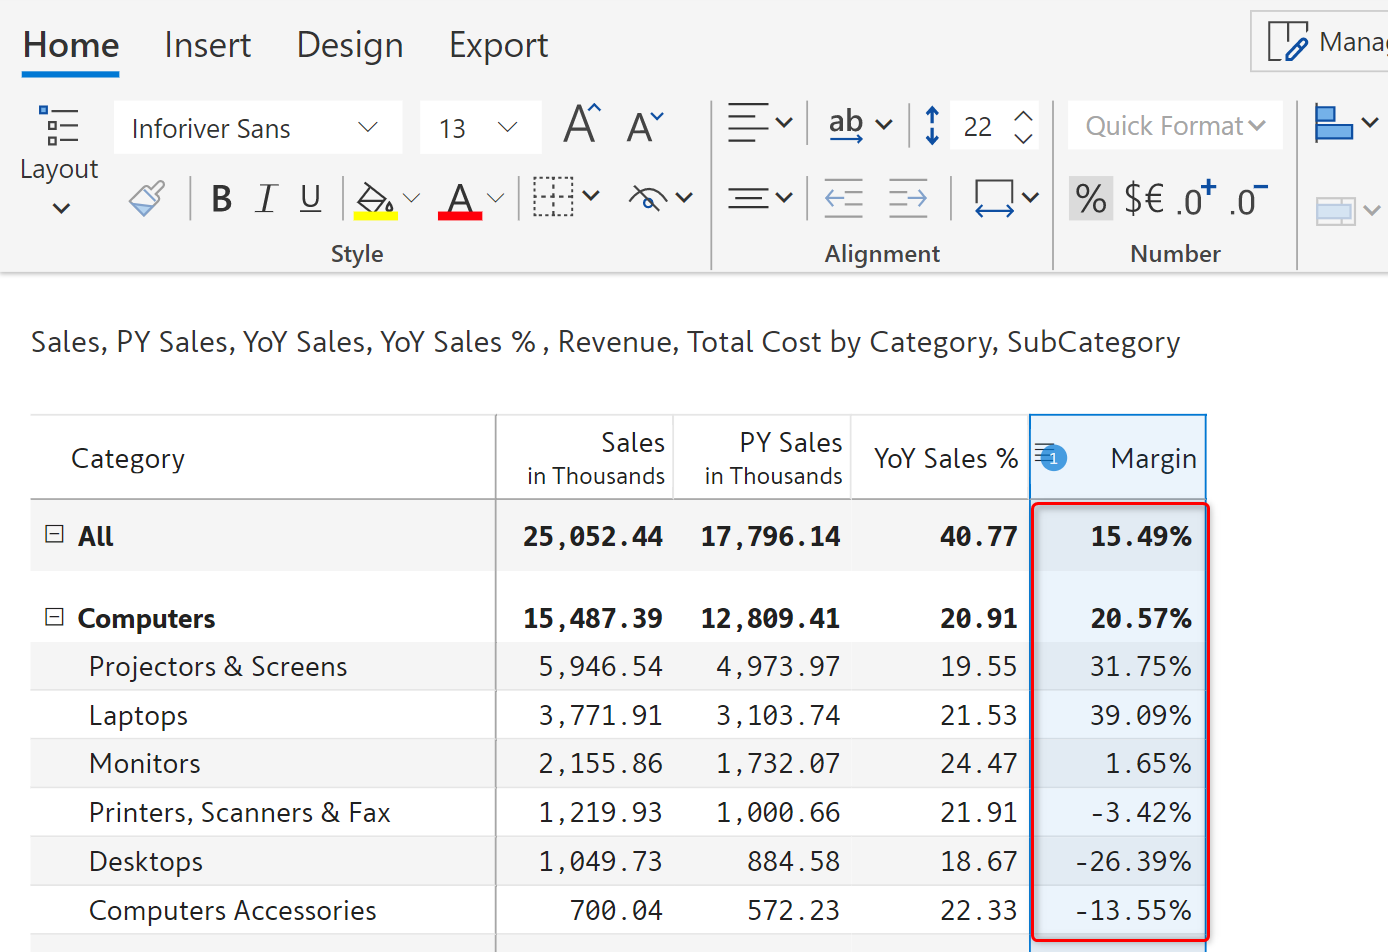 Home Insert Design Export
Manag
Layout
Inforiver Sans 13 A A ab 22 Quick Format
B I U A % $€ .0+ .0-
Style Alignment Number
Sales, PY Sales, YoY Sales, YoY Sales % , Revenue, Total Cost by Category, SubCategory
Category Sales in Thousands PY Sales in Thousands YoY Sales % 1 Margin
All 25,052.44 17,796.14 40.77 15.49%
Computers 15,487.39 12,809.41 20.91 20.57%
Projectors & Screens 5,946.54 4,973.97 19.55 31.75%
Laptops 3,771.91 3,103.74 21.53 39.09%
Monitors 2,155.86 1,732.07 24.47 1.65%
Printers, Scanners & Fax 1,219.93 1,000.66 21.91 -3.42%
Desktops 1,049.73 884.58 18.67 -26.39%
Computers Accessories 700.04 572.23 22.33 -13.55%